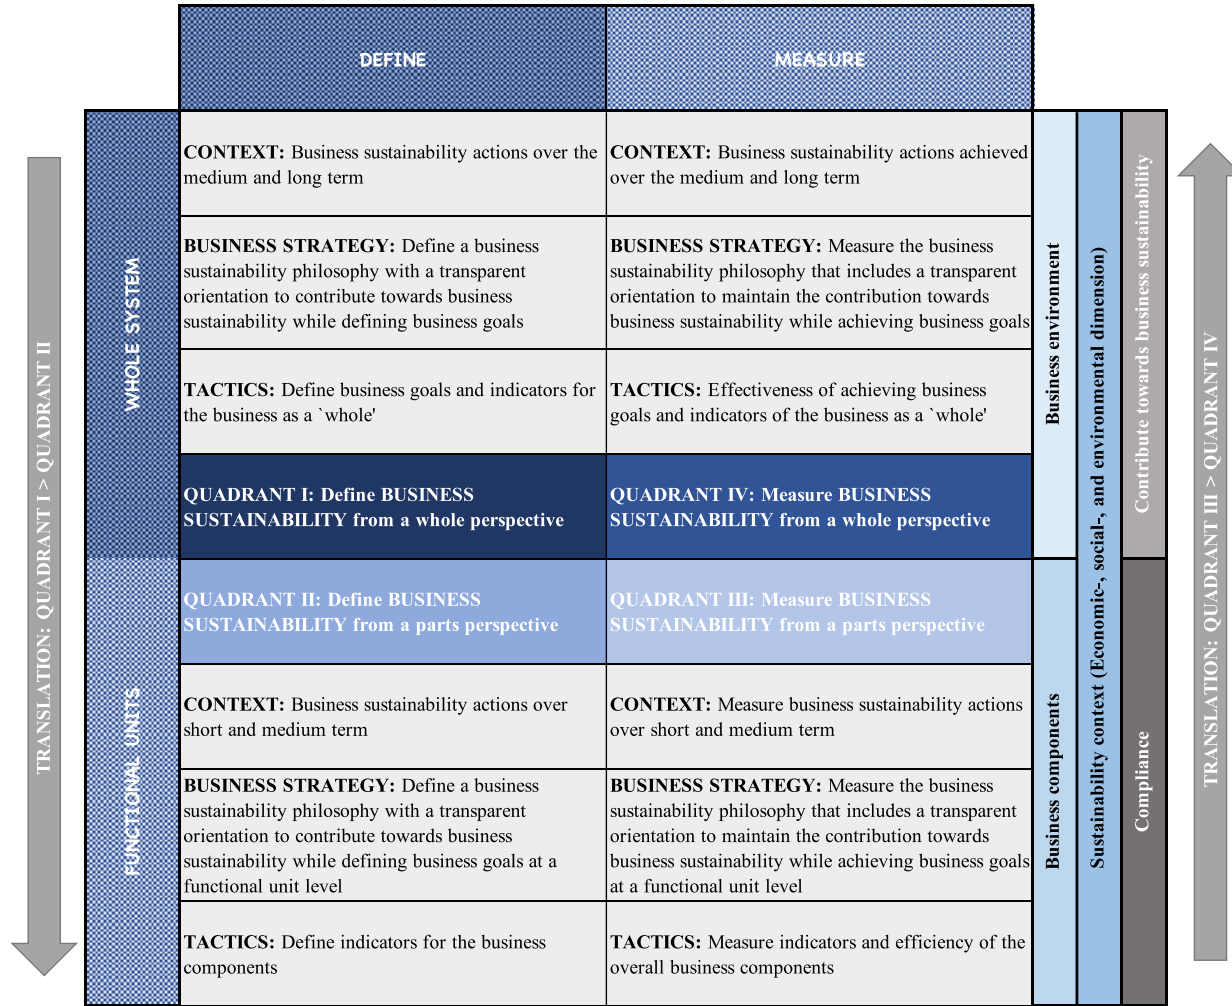 DEFINE
MEASURE
WHOLE SYSTEM
FUNCTIONAL UNITS
TRANSLATION: QUADRANT I > QUADRANT II
CONTEXT: Business sustainability actions over the
medium and long term
CONTEXT: Business sustainability actions achieved
over the medium and long term
BUSINESS STRATEGY: Define a business
sustainability philosophy with a transparent
orientation to contribute towards business
sustainability while defining business goals
BUSINESS STRATEGY: Measure the business
sustainability philosophy that includes a transparent
orientation to maintain the contribution towards
business sustainability while achieving business goals
TACTICS: Define business goals and indicators for
the business as a `whole'
TACTICS: Effectiveness of achieving business
goals and indicators of the business as a `whole'
QUADRANT I: Define BUSINESS
SUSTAINABILITY from a whole perspective
QUADRANT IV: Measure BUSINESS
SUSTAINABILITY from a whole perspective
QUADRANT II: Define BUSINESS
SUSTAINABILITY from a parts perspective
QUADRANT III: Measure BUSINESS
SUSTAINABILITY from a parts perspective
CONTEXT: Business sustainability actions over
short and medium term
CONTEXT: Measure business sustainability actions
over short and medium term
BUSINESS STRATEGY: Define a business
sustainability philosophy with a transparent
orientation to contribute towards business
sustainability while defining business goals at a
functional unit level
BUSINESS STRATEGY: Measure the business
sustainability philosophy that includes a transparent
orientation to maintain the contribution towards
business sustainability while achieving business goals
at a functional unit level
TACTICS: Define indicators for the business
components
TACTICS: Measure indicators and efficiency of the
overall business components
Business environment
Business components
Sustainability context (Economic-, social-, and environmental dimension)
Contribute towards business sustainability
Compliance
TRANSLATION: QUADRANT III > QUADRANT IV